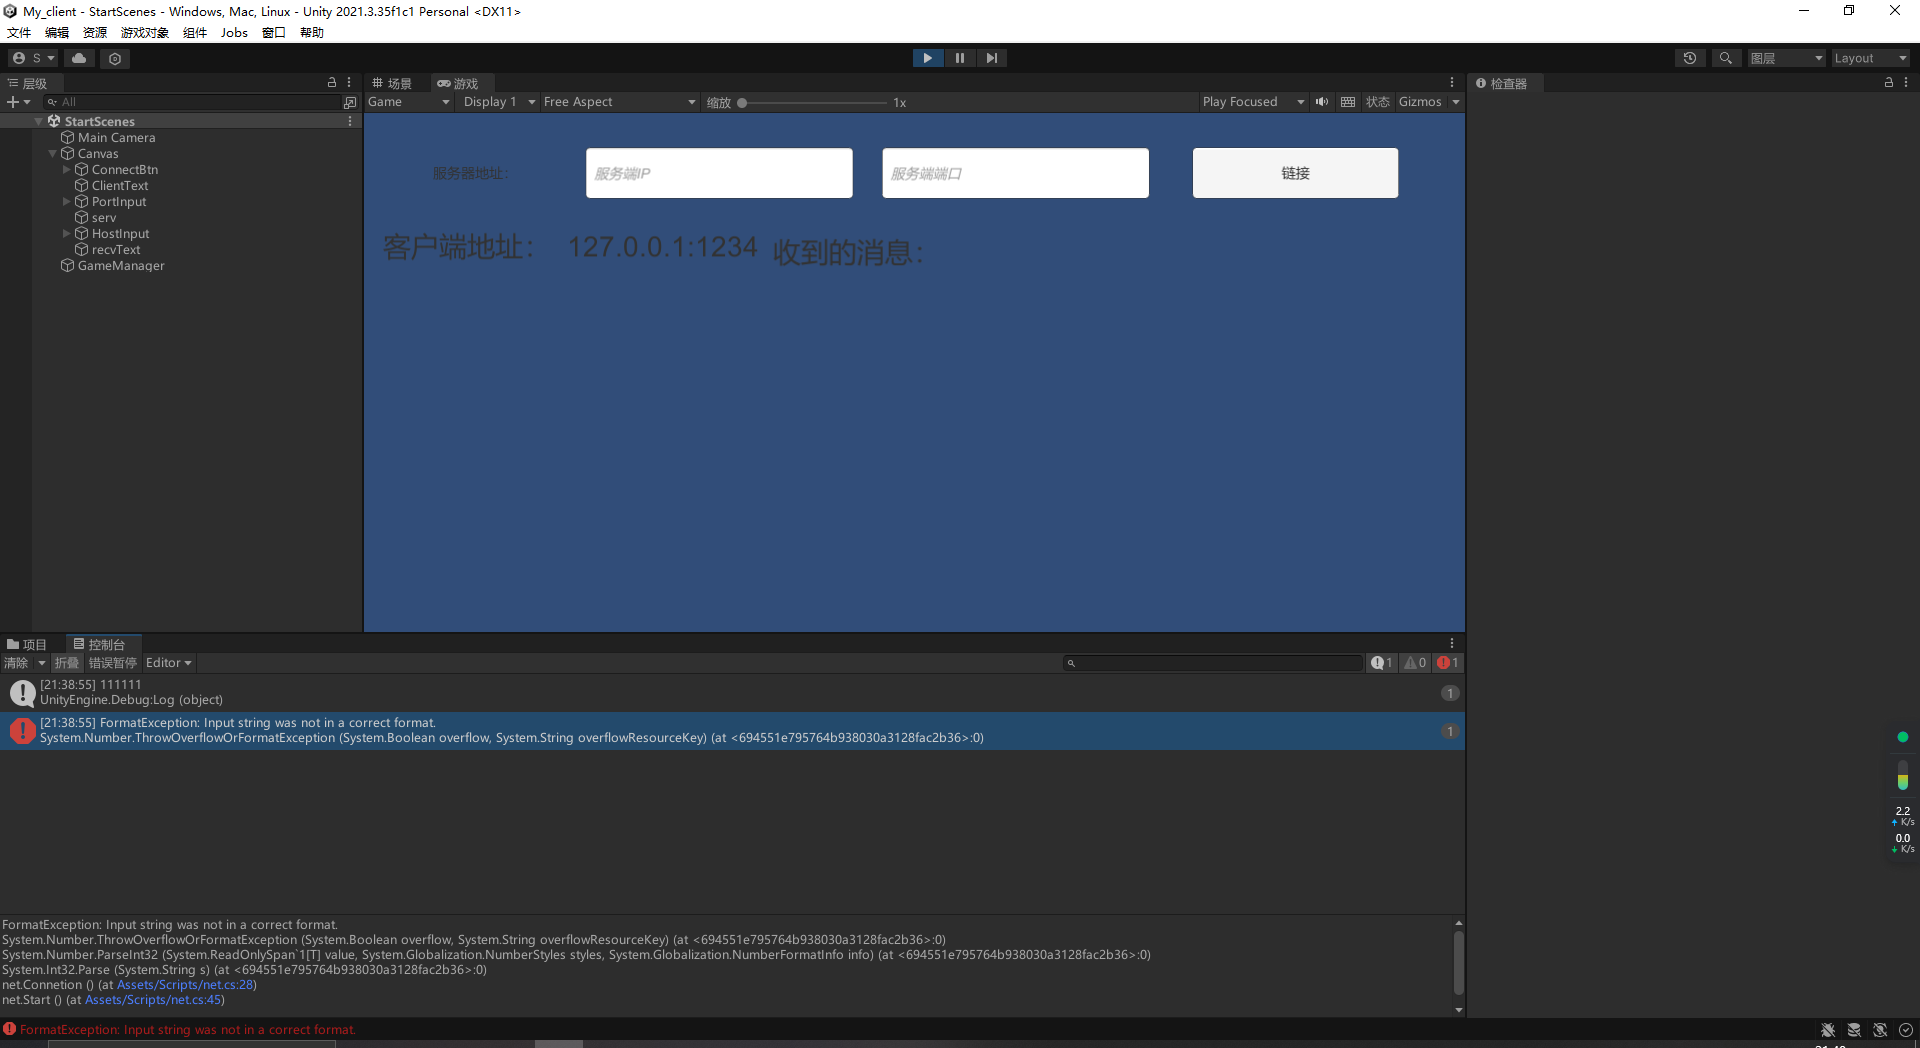 My_client - StartScenes - Windows, Mac, Linux - Unity 2021.3.35f1c1 Personal <DX11>
文件 编辑 资源 游戏对象 组件 Jobs 窗口 帮助
S 图层 Layout
层级
All
StartScenes
Main Camera
Canvas
ConnectBtn
ClientText
PortInput
serv
HostInput
recvText
GameManager
场景 游戏
Game Display 1 Free Aspect 缩放 1x Play Focused 状态 Gizmos
服务器地址： 服务端IP 服务端端口 链接
客户端地址： 127.0.0.1:1234 收到的消息：
检查器
项目 控制台
清除 折叠 错误暂停 Editor 1 0 1
[21:38:55] 111111
UnityEngine.Debug:Log (object)
1
[21:38:55] FormatException: Input string was not in a correct format.
System.Number.ThrowOverflowOrFormatException (System.Boolean overflow, System.String overflowResourceKey) (at <694551e795764b938030a3128fac2b36>:0)
1
FormatException: Input string was not in a correct format.
System.Number.ThrowOverflowOrFormatException (System.Boolean overflow, System.String overflowResourceKey) (at <694551e795764b938030a3128fac2b36>:0)
System.Number.ParseInt32 (System.ReadOnlySpan`1[T] value, System.Globalization.NumberStyles styles, System.Globalization.NumberFormatInfo info) (at <694551e795764b938030a3128fac2b36>:0)
System.Int32.Parse (System.String s) (at <694551e795764b938030a3128fac2b36>:0)
net.Connetion () (at Assets/Scripts/net.cs:28)
net.Start () (at Assets/Scripts/net.cs:45)
FormatException: Input string was not in a correct format.
2.2
K/s
0.0
K/s